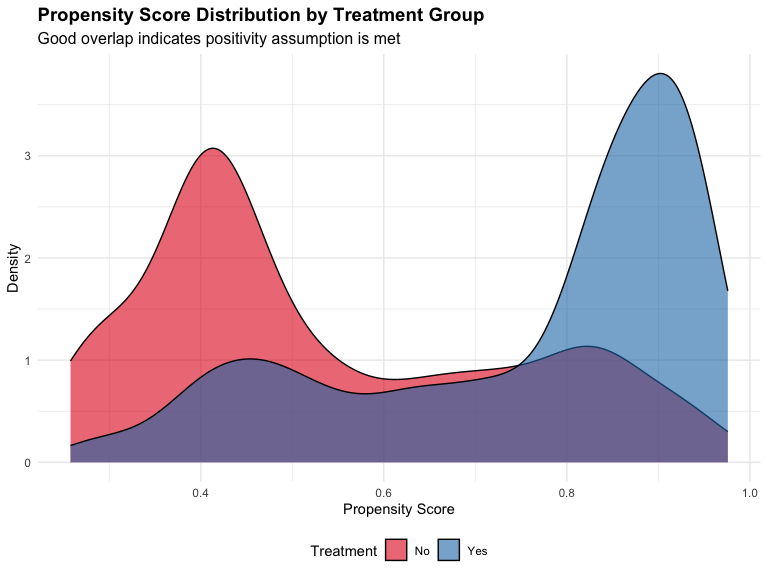 Propensity Score Distribution by Treatment Group
Good overlap indicates positivity assumption is met
Density
3
2
1
0
0.4 0.6 0.8 1.0
Propensity Score
Treatment No Yes